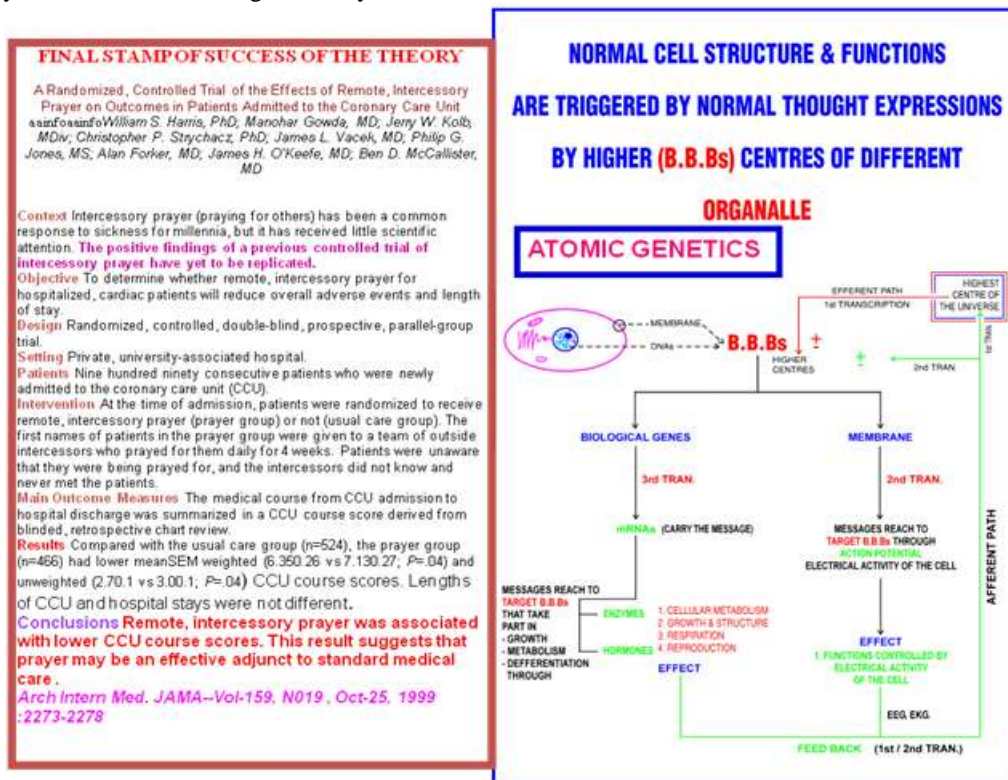 FINAL STAMP OF SUCCESS OF THE THEORY
A Randomized, Controlled Trial of the Effects of Remote, Intercessory
Prayer on Outcomes in Patients Admitted to the Coronary Care Unit
aainfoaainfoWilliam S. Harris, PhD; Manohar Gowda, MD; Jerry W. Kolb,
MDiv; Christopher P. Strychacz, PhD; James L. Vacek, MD; Philip G.
Jones, MS; Alan Forker, MD; James H. O'Keefe, MD; Ben D. McCallister,
MD
Context Intercessory prayer (praying for others) has been a common
response to sickness for millennia, but it has received little scientific
attention. The positive findings of a previous controlled trial of
intercessory prayer have yet to be replicated.
Objective To determine whether remote, intercessory prayer for
hospitalized, cardiac patients will reduce overall adverse events and length
of stay.
Design Randomized, controlled, double-blind, prospective, parallel-group
trial.
Setting Private, university-associated hospital.
Patients Nine hundred ninety consecutive patients who were newly
admitted to the coronary care unit (CCU).
Intervention At the time of admission, patients were randomized to receive
remote, intercessory prayer (prayer group) or not (usual care group). The
first names of patients in the prayer group were given to a team of outside
intercessors who prayed for them daily for 4 weeks. Patients were unaware
that they were being prayed for, and the intercessors did not know and
never met the patients.
Main Outcome Measures The medical course from CCU admission to
hospital discharge was summarized in a CCU course score derived from
blinded, retrospective chart review.
Results Compared with the usual care group (n=524), the prayer group
(n=466) had lower meanSEM weighted (6.350.26 vs 7.130.27; P=.04) and
unweighted (2.70.1 vs 3.00.1; P=.04) CCU course scores. Lengths
of CCU and hospital stays were not different.
Conclusions Remote, intercessory prayer was associated
with lower CCU course scores. This result suggests that
prayer may be an effective adjunct to standard medical
care .
Arch Intern Med. JAMA--Vol-159, N019 , Oct-25, 1999
:2273-2278
NORMAL CELL STRUCTURE & FUNCTIONS
ARE TRIGGERED BY NORMAL THOUGHT EXPRESSIONS
BY HIGHER (B.B.Bs) CENTRES OF DIFFERENT
ORGANALLE
ATOMIC GENETICS
EFFERENT PATH
1st TRANSCRIPTION
HIGHEST
CENTRE OF
THE UNIVERSE
MEMBRANE
DNAs
B.B.Bs
±
HIGHER
CENTRES
±
2nd TRAN.
1st TRAN.
BIOLOGICAL GENES
MEMBRANE
3rd TRAN.
2nd TRAN.
mRNAs (CARRY THE MESSAGE)
MESSAGES REACH TO
TARGET B.B.Bs THROUGH
ACTION POTENTIAL
ELECTRICAL ACTIVITY OF THE CELL
AFFERENT PATH
MESSAGES REACH TO
TARGET B.B.Bs
THAT TAKE
PART IN
- GROWTH
- METABOLISM
- DEFFERENTIATION
THROUGH
ENZYMES
HORMONES
1. CELLULAR METABOLISM
2. GROWTH & STRUCTURE
3. RESPIRATION
4. REPRODUCTION
EFFECT
EFFECT
1. FUNCTIONS CONTROLLED BY
ELECTRICAL ACTIVITY
OF THE CELL
EEG, EKG.
FEED BACK (1st / 2nd TRAN.)